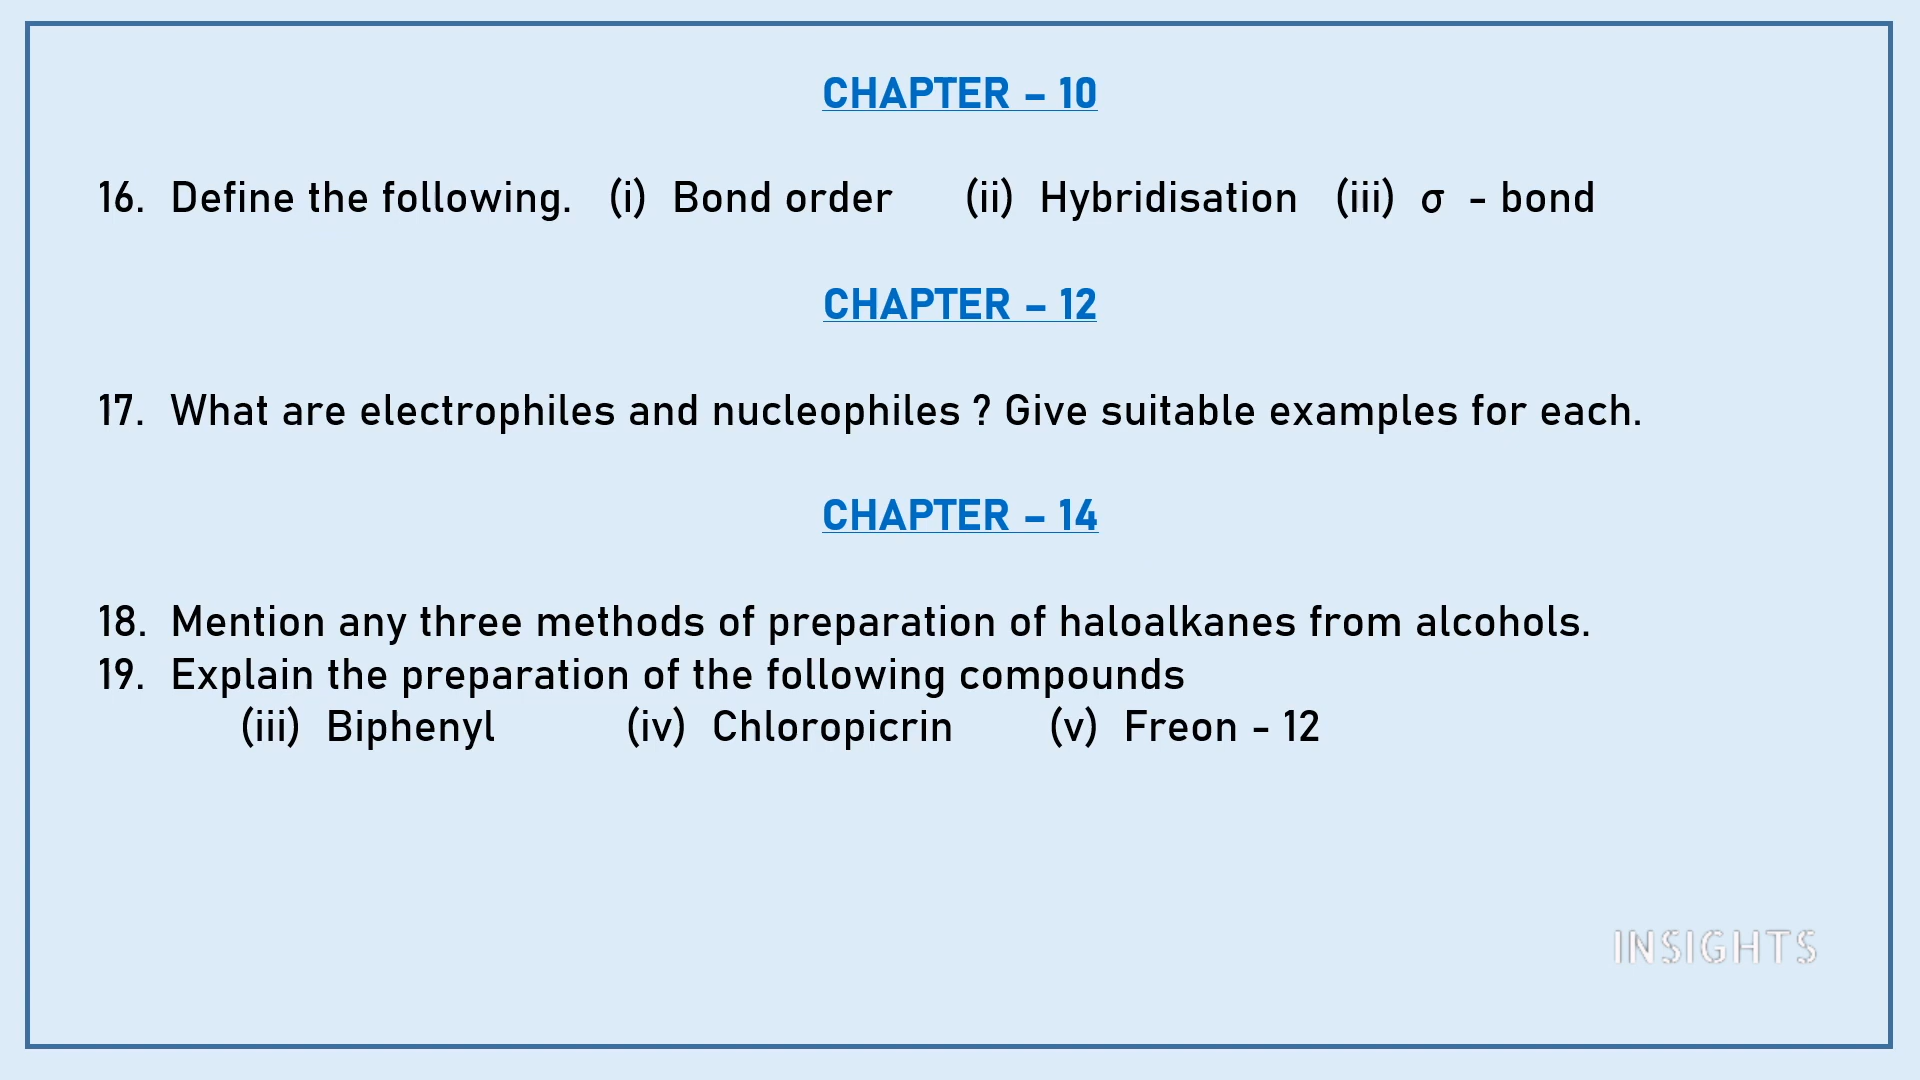 CHAPTER – 10
16. Define the following. (i) Bond order (ii) Hybridisation (iii) σ - bond
CHAPTER – 12
17. What are electrophiles and nucleophiles ? Give suitable examples for each.
CHAPTER – 14
18. Mention any three methods of preparation of haloalkanes from alcohols.
19. Explain the preparation of the following compounds
(iii) Biphenyl (iv) Chloropicrin (v) Freon - 12
INSIGHTS